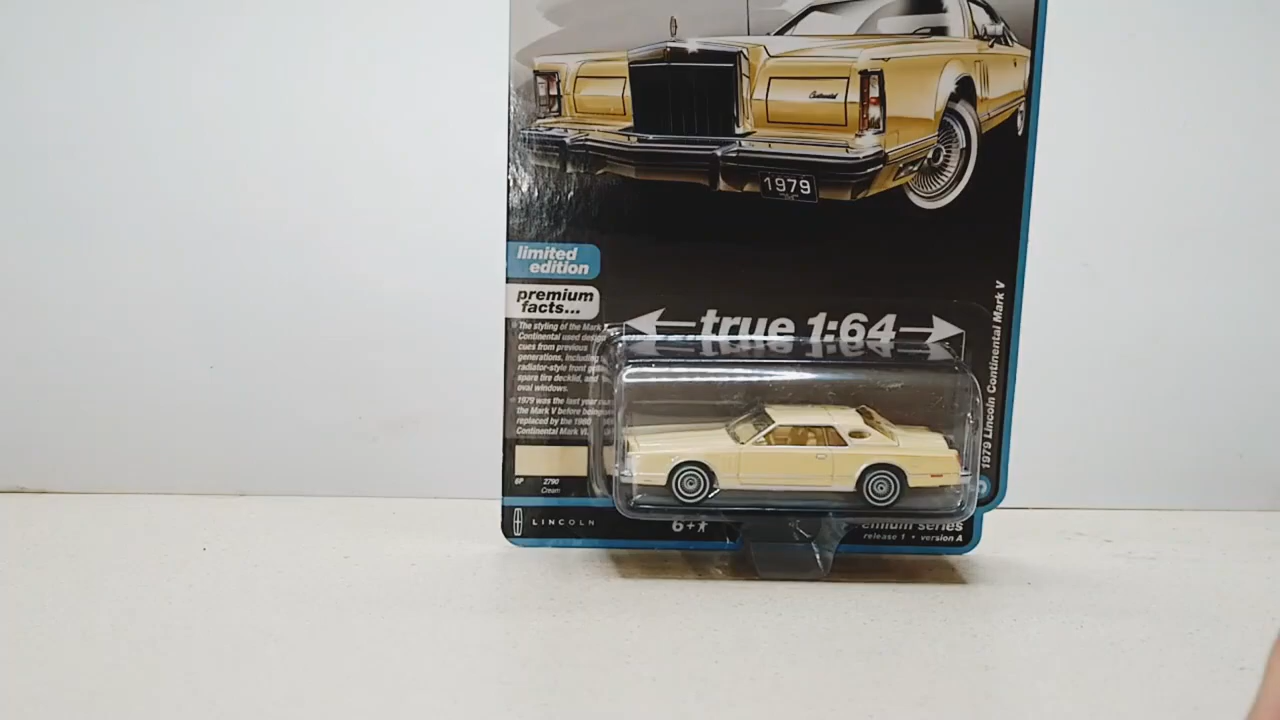 Continental
1979
limited
edition
premium
facts...
The styling of the Mark
Continental used design
cues from previous
generations, including
radiator-style front
spare tire decklid, and
oval windows.
1979 was the last year
the Mark V before being
replaced by the 1980
Continental Mark VI.
6P 2790
Cream
LINCOLN
true 1:64
6+
series
release 1 • version A
1979 Lincoln Continental Mark V